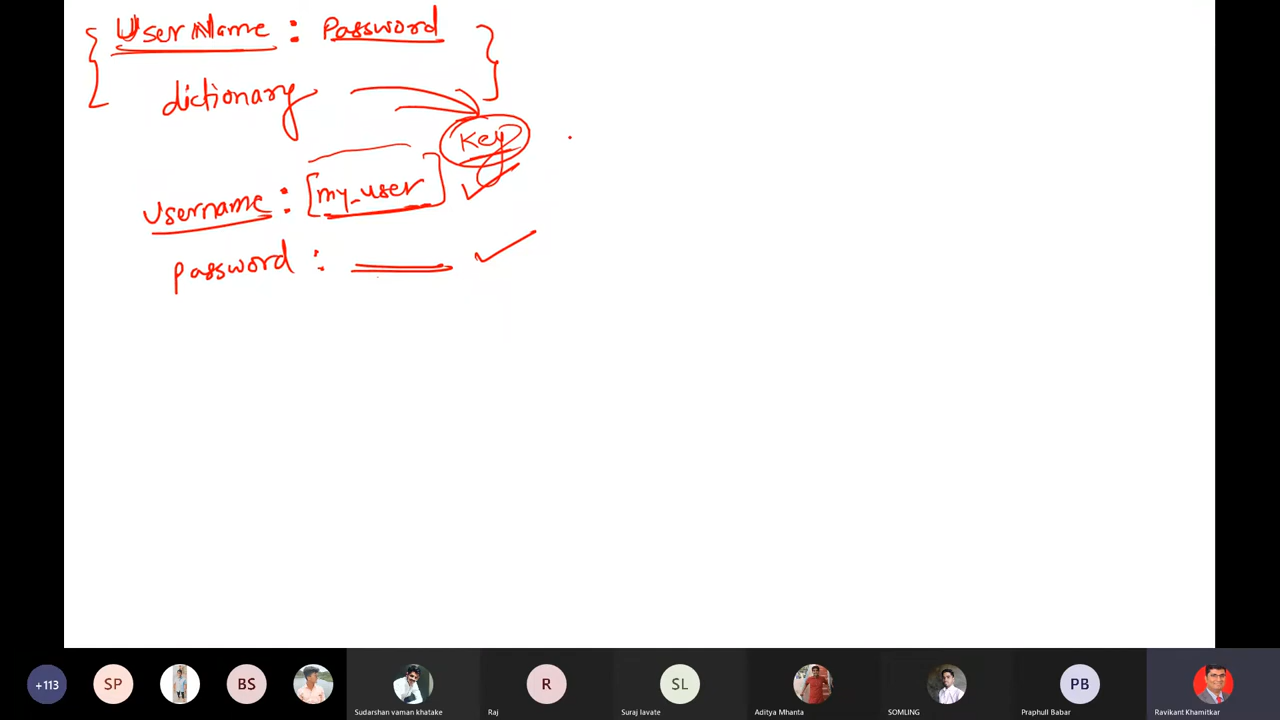 { UserName : Password }
dictionary
Key
username : [my_user]
password :
+113
SP
BS
R
SL
PB
Sudarshan vaman khatake
Raj
Suraj lavate
Aditya Mhanta
SOMLING
Praphull Babar
Ravikant Khamitkar